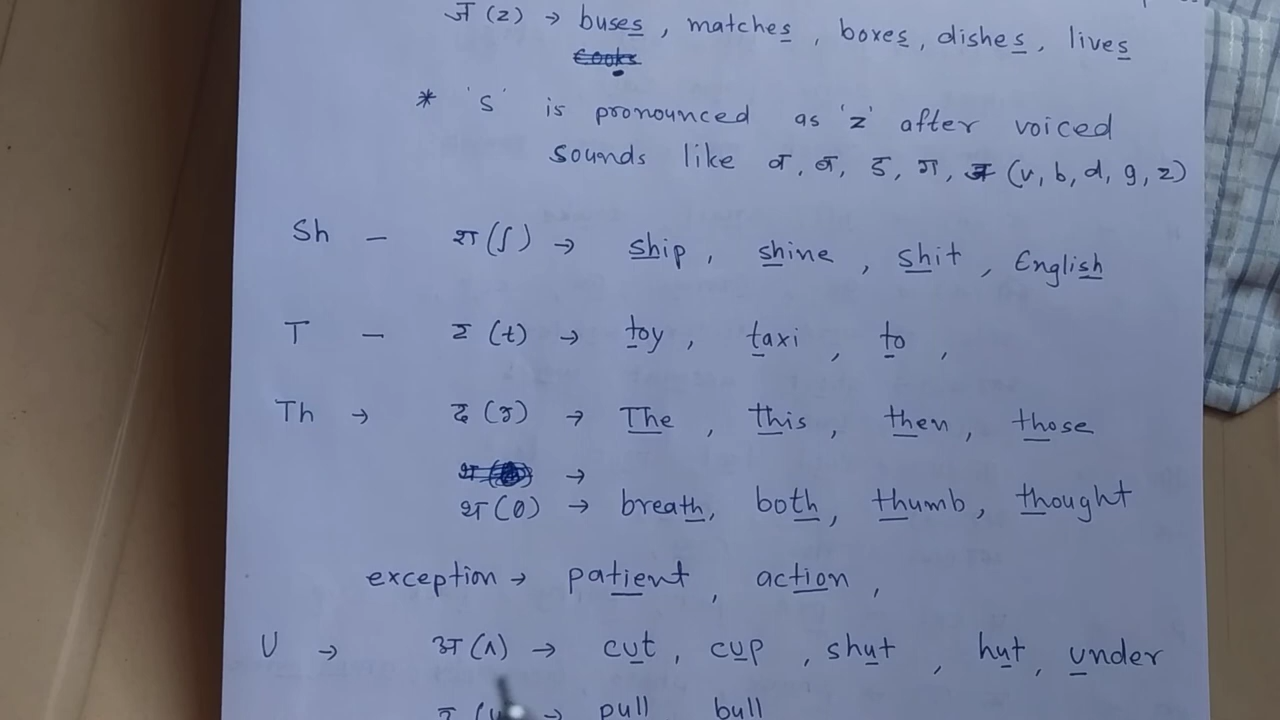 ज़ (z) → buses, matches, boxes, dishes, lives
* 's' is pronounced as 'z' after voiced
sounds like व, ब, ड, ग, ज़ (v, b, d, g, z)
Sh – श (ʃ) → ship, shine, shit, English
T – ट (t) → toy, taxi, to,
Th → द (ठ) → The, this, then, those
→
थ (θ) → breath, both, thumb, thought
exception → patient, action,
U → अ (ʌ) → cut, cup, shut, hut, under
→ pull bull